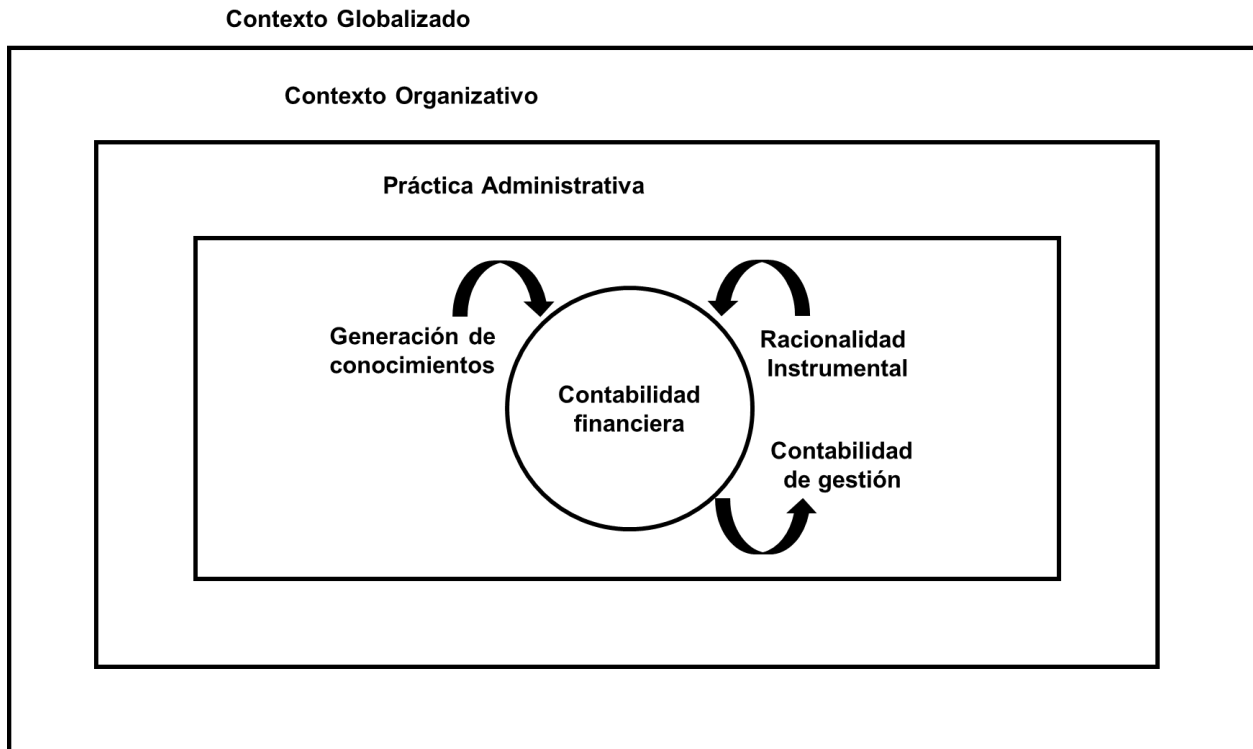 Contexto Globalizado
Contexto Organizativo
Práctica Administrativa
Generación de
conocimientos
Racionalidad
Instrumental
Contabilidad
financiera
Contabilidad
de gestión